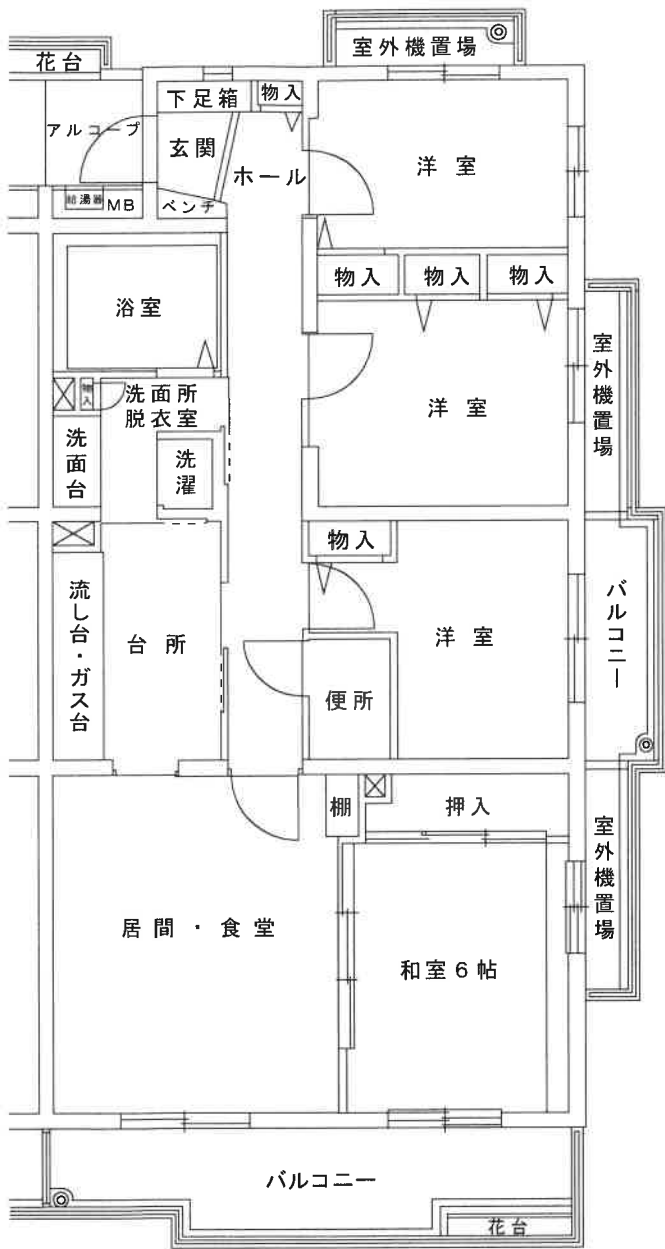 室外機置場
花台
下足箱
物入
アルコープ
玄関
ホール
洋室
給湯器
MB
ベンチ
浴室
物入
物入
物入
室外機置場
物入
洗面所
脱衣室
洋室
洗面台
洗濯
物入
流し台・ガス台
台所
洋室
バルコニー
便所
棚
押入
室外機置場
居間・食堂
和室6帖
バルコニー
花台